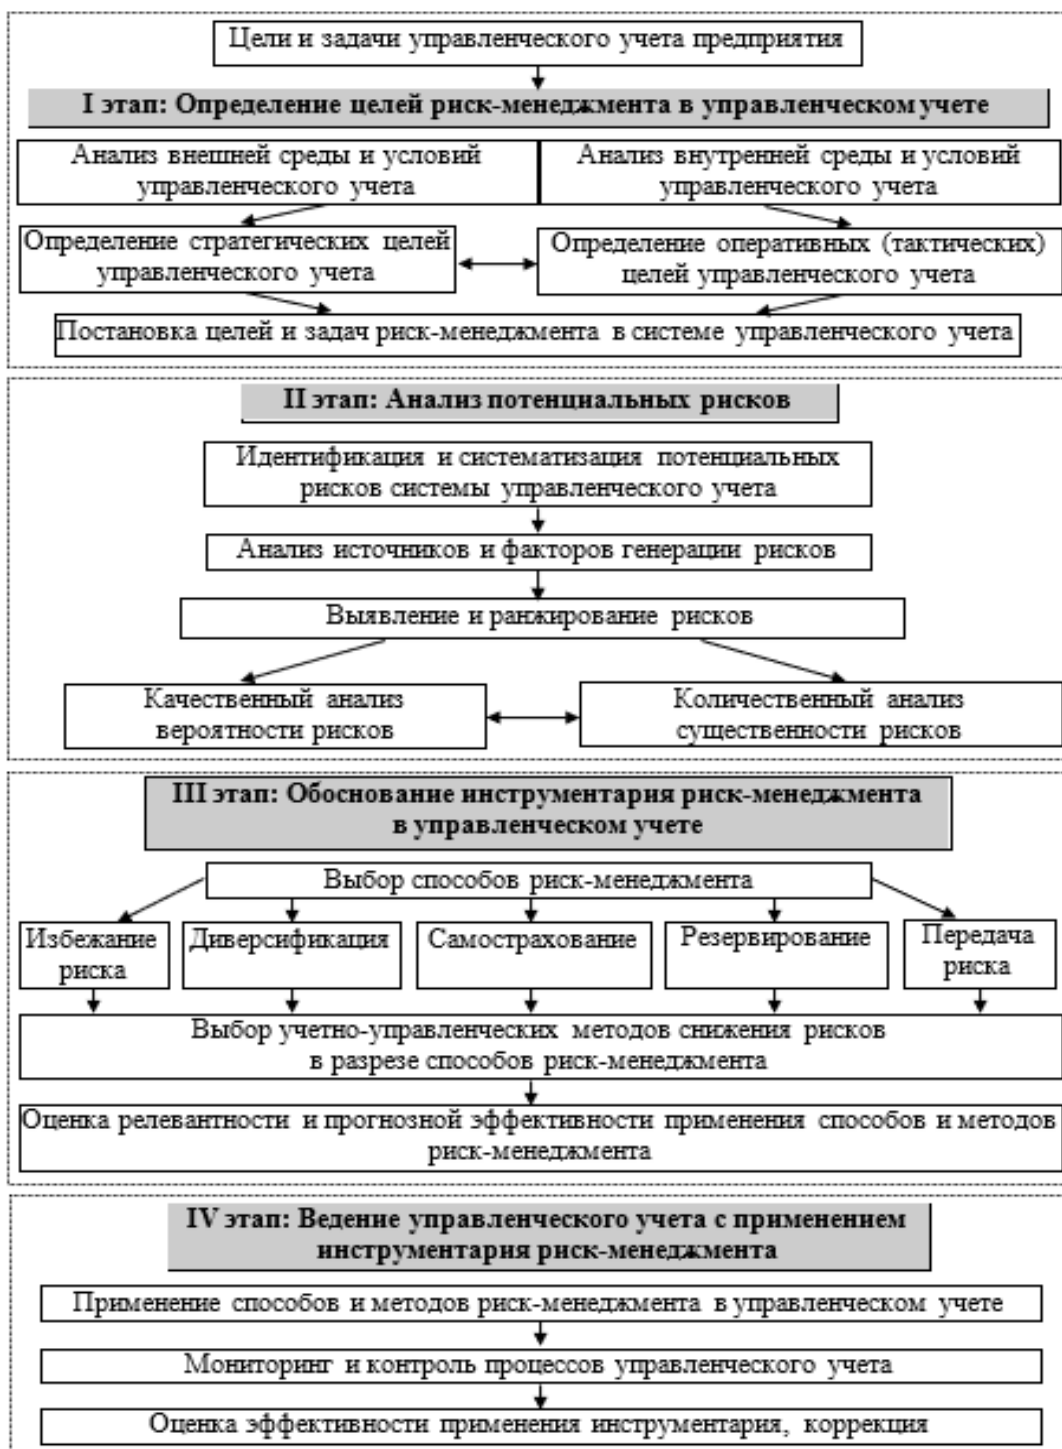 Цели и задачи управленческого учета предприятия
I этап: Определение целей риск-менеджмента в управленческом учете
Анализ внешней среды и условий
управленческого учета
Анализ внутренней среды и условий
управленческого учета
Определение стратегических целей
управленческого учета
Определение оперативных (тактических)
целей управленческого учета
Постановка целей и задач риск-менеджмента в системе управленческого учета
II этап: Анализ потенциальных рисков
Идентификация и систематизация потенциальных
рисков системы управленческого учета
Анализ источников и факторов генерации рисков
Выявление и ранжирование рисков
Качественный анализ
вероятности рисков
Количественный анализ
существенности рисков
III этап: Обоснование инструментария риск-менеджмента
в управленческом учете
Выбор способов риск-менеджмента
Избежание
риска
Диверсификация
Самострахование
Резервирование
Передача
риска
Выбор учетно-управленческих методов снижения рисков
в разрезе способов риск-менеджмента
Оценка релевантности и прогнозной эффективности применения способов и методов
риск-менеджмента
IV этап: Ведение управленческого учета с применением
инструментария риск-менеджмента
Применение способов и методов риск-менеджмента в управленческом учете
Мониторинг и контроль процессов управленческого учета
Оценка эффективности применения инструментария, коррекция